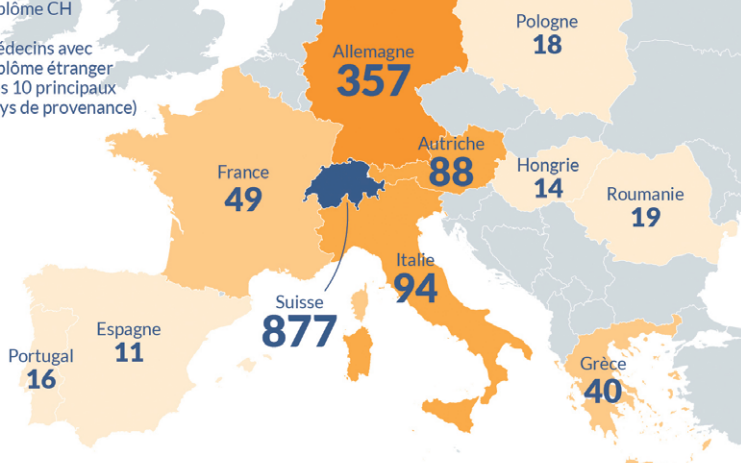 plôme CH
édecins avec
plôme étranger
s 10 principaux
ys de provenance)
Pologne
18
Allemagne
357
Autriche
88
France
49
Hongrie
14
Roumanie
19
Italie
94
Suisse
877
Espagne
11
Portugal
16
Grèce
40